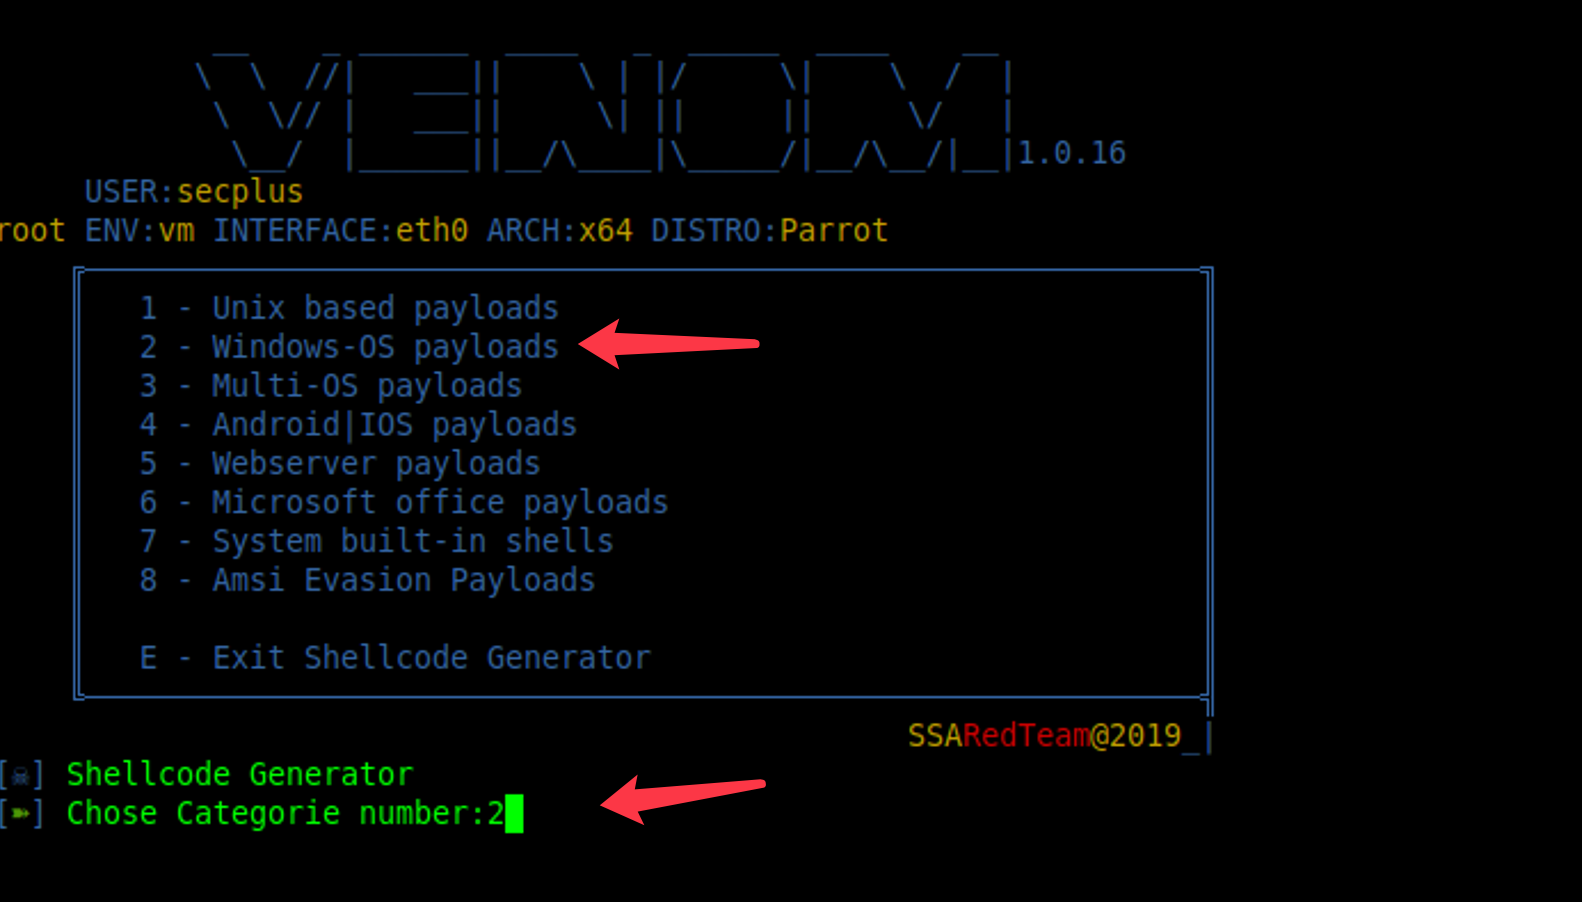 VENOM 1.0.16
USER:secplus
root ENV:vm INTERFACE:eth0 ARCH:x64 DISTRO:Parrot
1 - Unix based payloads
2 - Windows-OS payloads
3 - Multi-OS payloads
4 - Android|IOS payloads
5 - Webserver payloads
6 - Microsoft office payloads
7 - System built-in shells
8 - Amsi Evasion Payloads
E - Exit Shellcode Generator
SSARedTeam@2019_|
[☠] Shellcode Generator
[➽] Chose Categorie number:2